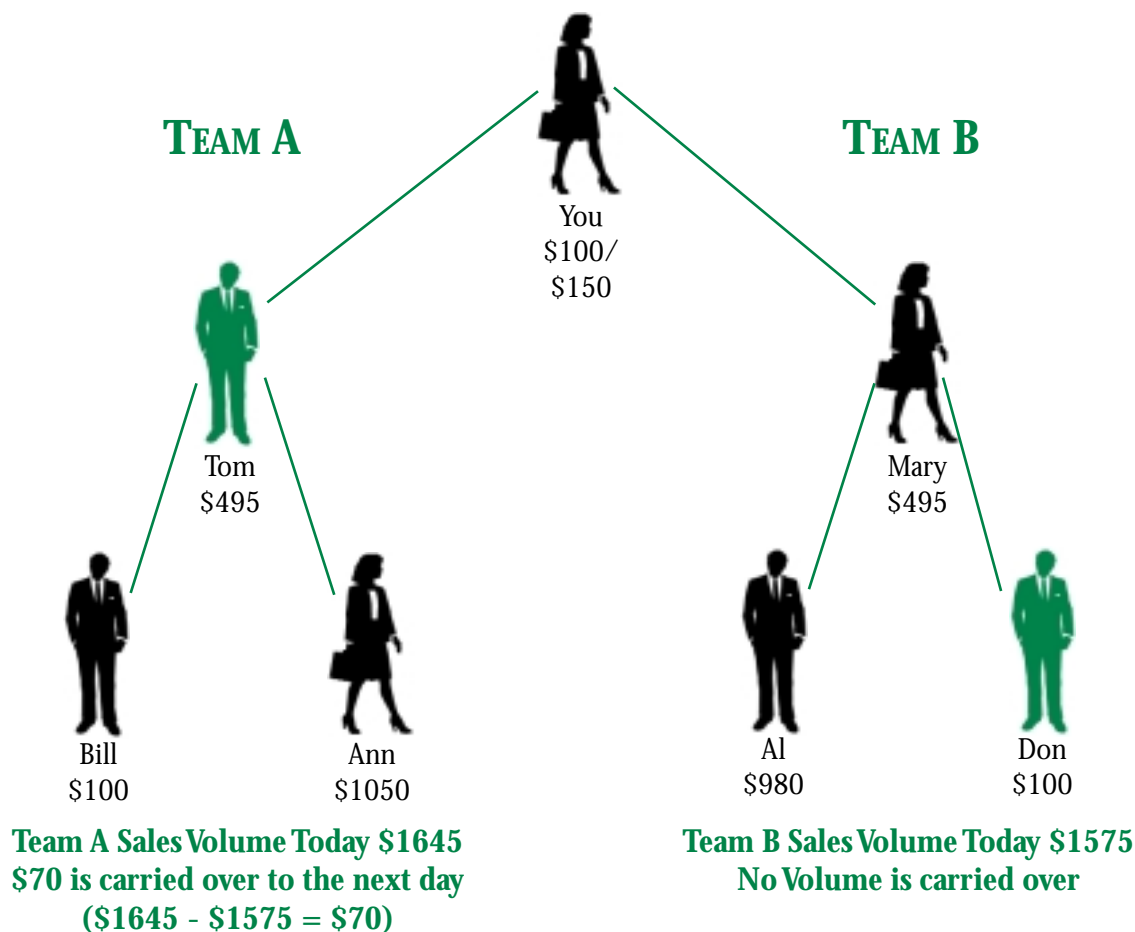 TEAM A
TEAM B
You
$100/
$150
Tom
$495
Mary
$495
Bill
$100
Ann
$1050
Al
$980
Don
$100
Team A Sales Volume Today $1645
$70 is carried over to the next day
($1645 - $1575 = $70)
Team B Sales Volume Today $1575
No Volume is carried over